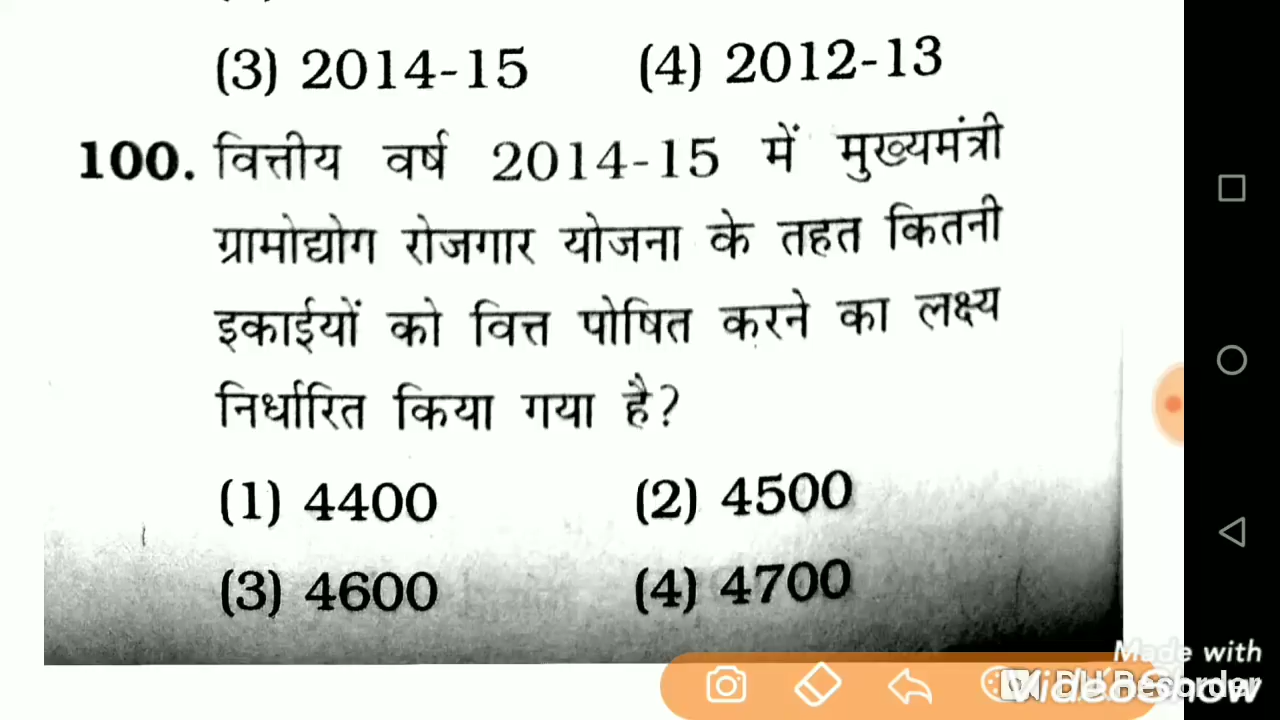 (3) 2014-15 (4) 2012-13
100. वित्तीय वर्ष 2014-15 में मुख्यमंत्री
ग्रामोद्योग रोजगार योजना के तहत कितनी
इकाईयों को वित्त पोषित करने का लक्ष्य
निर्धारित किया गया है?
(1) 4400 (2) 4500
(3) 4600 (4) 4700
Made with
VideoShow